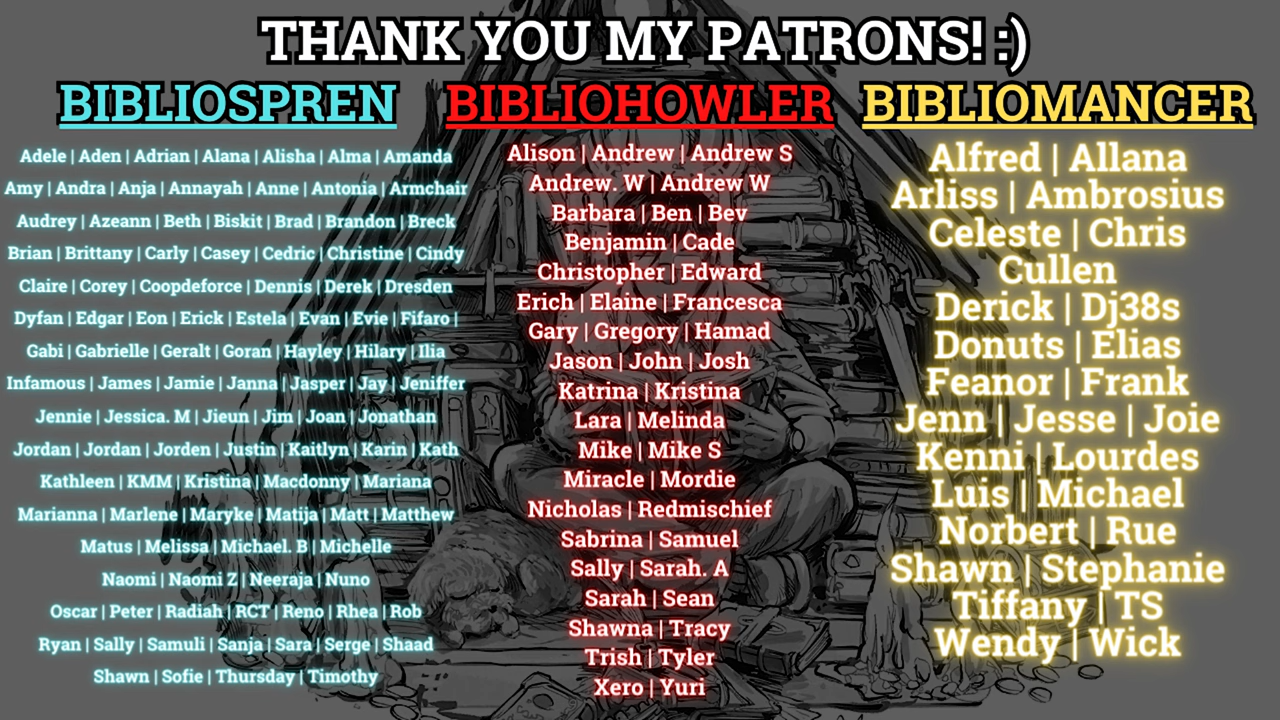 THANK YOU MY PATRONS! :)
BIBLIOSPREN
Adele | Aden | Adrian | Alana | Alisha | Alma | Amanda
Amy | Andra | Anja | Annayah | Anne | Antonia | Armchair
Audrey | Azeann | Beth | Biskit | Brad | Brandon | Breck
Brian | Brittany | Carly | Casey | Cedric | Christine | Cindy
Claire | Corey | Coopdeforce | Dennis | Derek | Dresden
Dyfan | Edgar | Eon | Erick | Estela | Evan | Evie | Fifaro |
Gabi | Gabrielle | Geralt | Goran | Hayley | Hilary | Ilia
Infamous | James | Jamie | Janna | Jasper | Jay | Jeniffer
Jennie | Jessica. M | Jieun | Jim | Joan | Jonathan
Jordan | Jordan | Jorden | Justin | Kaitlyn | Karin | Kath
Kathleen | KMM | Kristina | Macdonny | Mariana
Marianna | Marlene | Maryke | Matija | Matt | Matthew
Matus | Melissa | Michael. B | Michelle
Naomi | Naomi Z | Neeraja | Nuno
Oscar | Peter | Radiah | RCT | Reno | Rhea | Rob
Ryan | Sally | Samuli | Sanja | Sara | Serge | Shaad
Shawn | Sofie | Thursday | Timothy
BIBLIOHOWLER
Alison | Andrew | Andrew S
Andrew. W | Andrew W
Barbara | Ben | Bev
Benjamin | Cade
Christopher | Edward
Erich | Elaine | Francesca
Gary | Gregory | Hamad
Jason | John | Josh
Katrina | Kristina
Lara | Melinda
Mike | Mike S
Miracle | Mordie
Nicholas | Redmischief
Sabrina | Samuel
Sally | Sarah. A
Sarah | Sean
Shawna | Tracy
Trish | Tyler
Xero | Yuri
BIBLIOMANCER
Alfred | Allana
Arliss | Ambrosius
Celeste | Chris
Cullen
Derick | Dj38s
Donuts | Elias
Feanor | Frank
Jenn | Jesse | Joie
Kenni | Lourdes
Luis | Michael
Norbert | Rue
Shawn | Stephanie
Tiffany | TS
Wendy | Wick